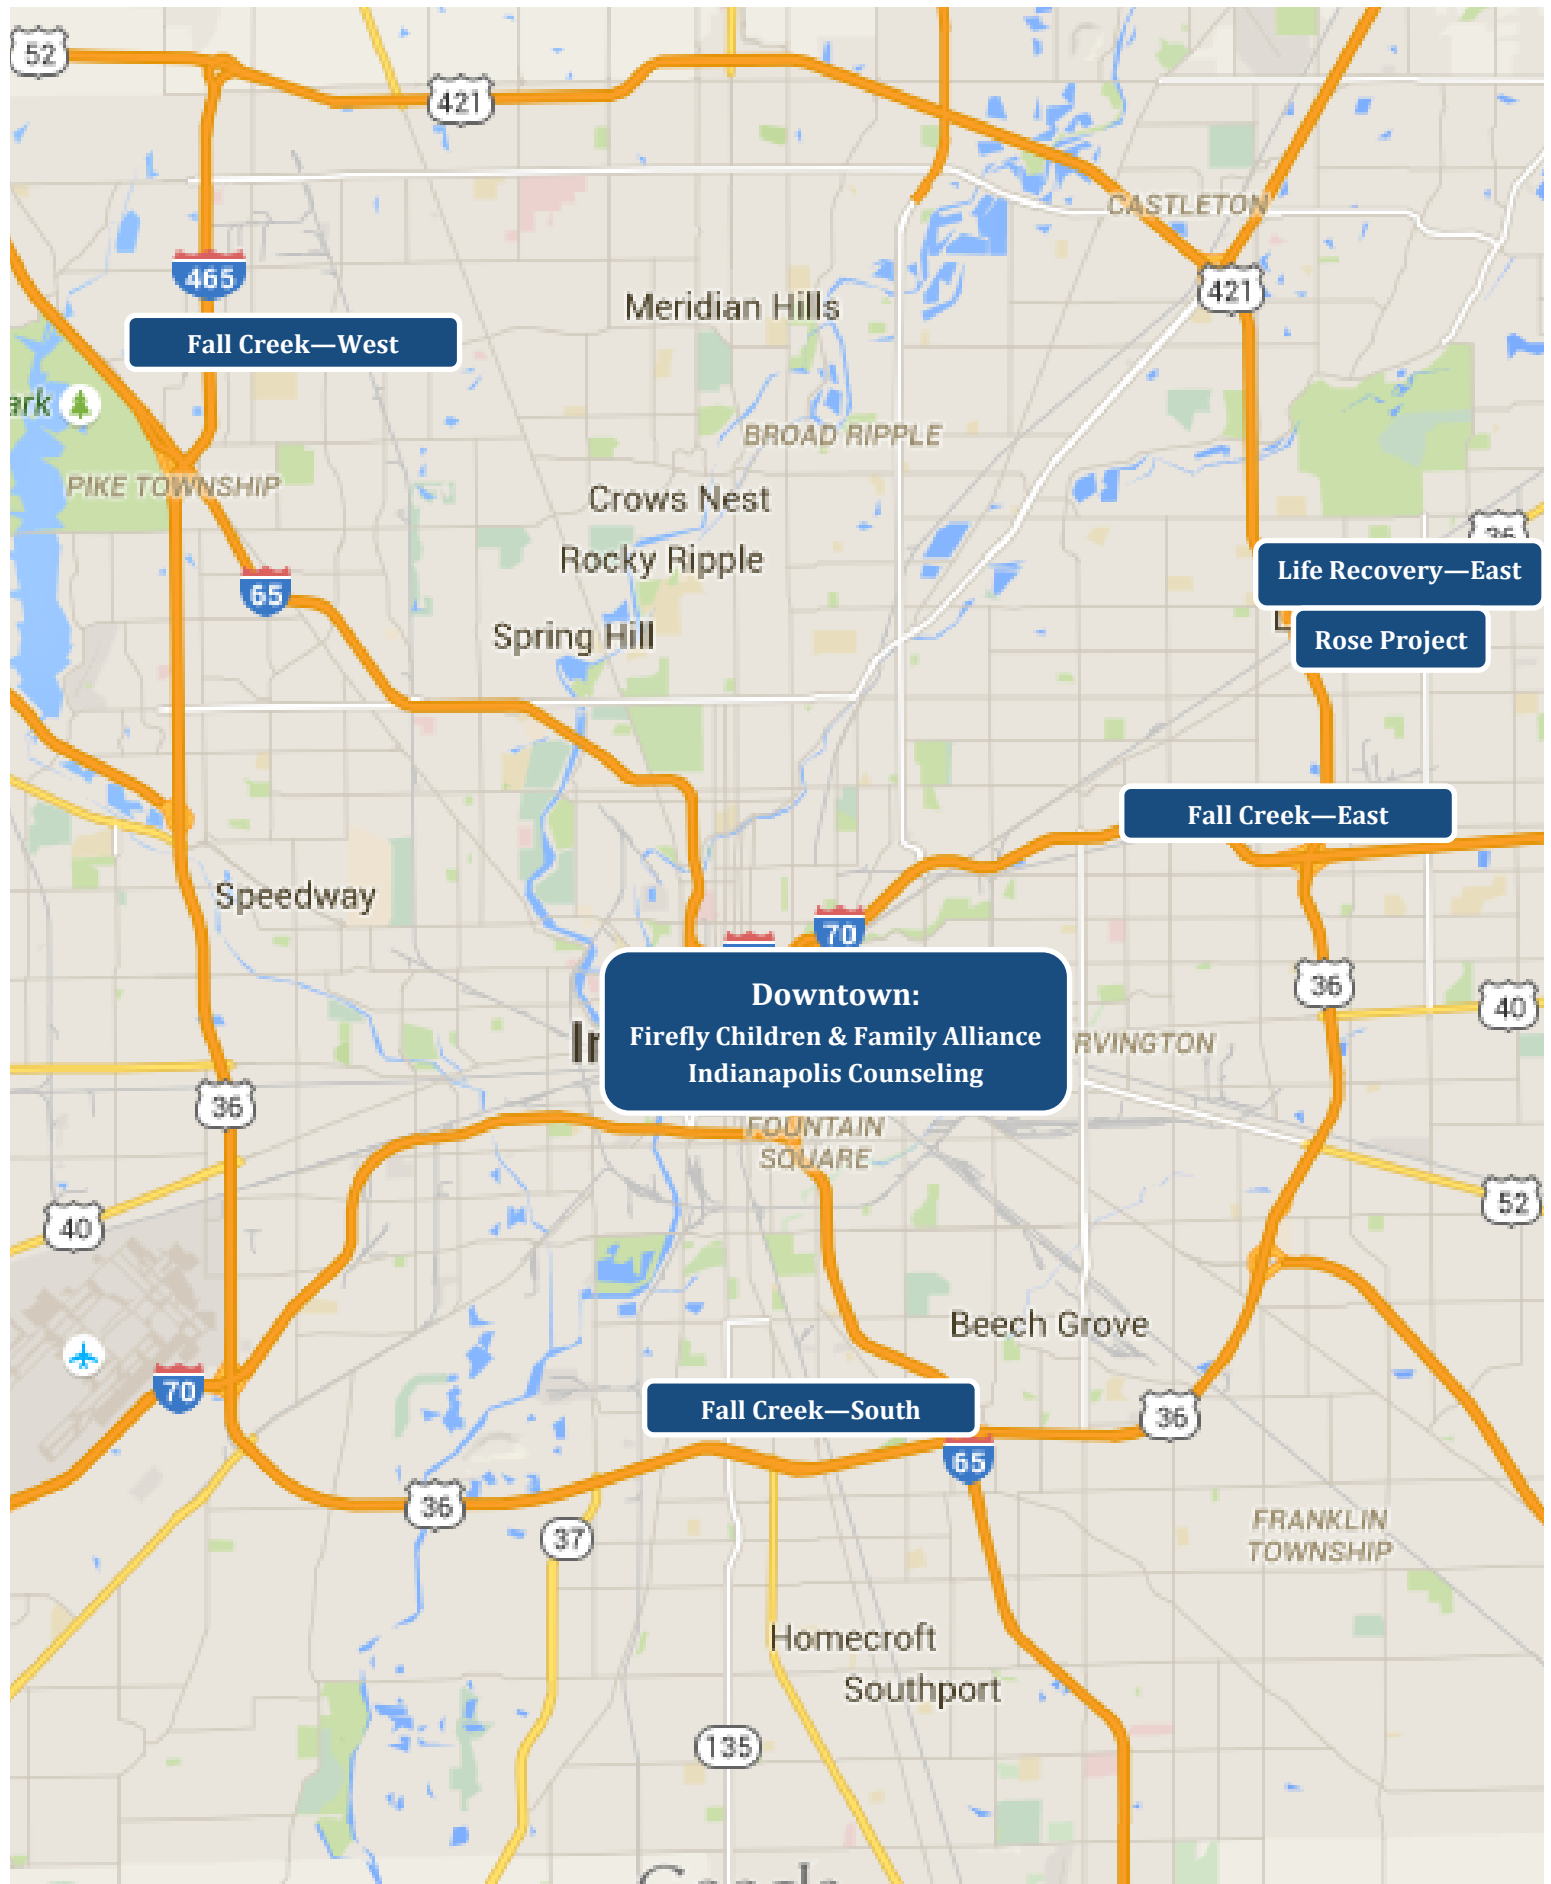 52
421
CASTLETON
465
421
Meridian Hills
Fall Creek—West
ark
BROAD RIPPLE
PIKE TOWNSHIP
Crows Nest
36
Rocky Ripple
Life Recovery—East
65
Spring Hill
Rose Project
Fall Creek—East
Speedway
70
36
Downtown:
Firefly Children & Family Alliance
Indianapolis Counseling
40
In
RVINGTON
36
FOUNTAIN
SQUARE
52
40
Beech Grove
70
Fall Creek—South
36
65
36
37
FRANKLIN
TOWNSHIP
Homecroft
Southport
135